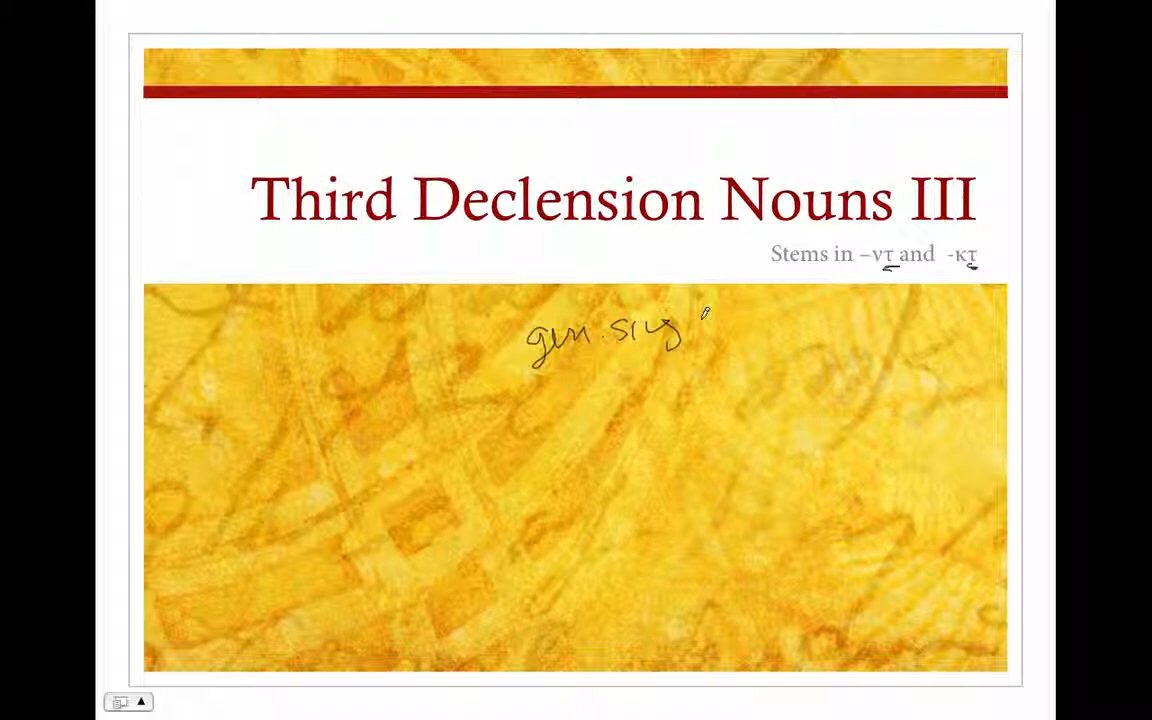 Third Declension Nouns III
Stems in –ντ and -κτ
gen. sing